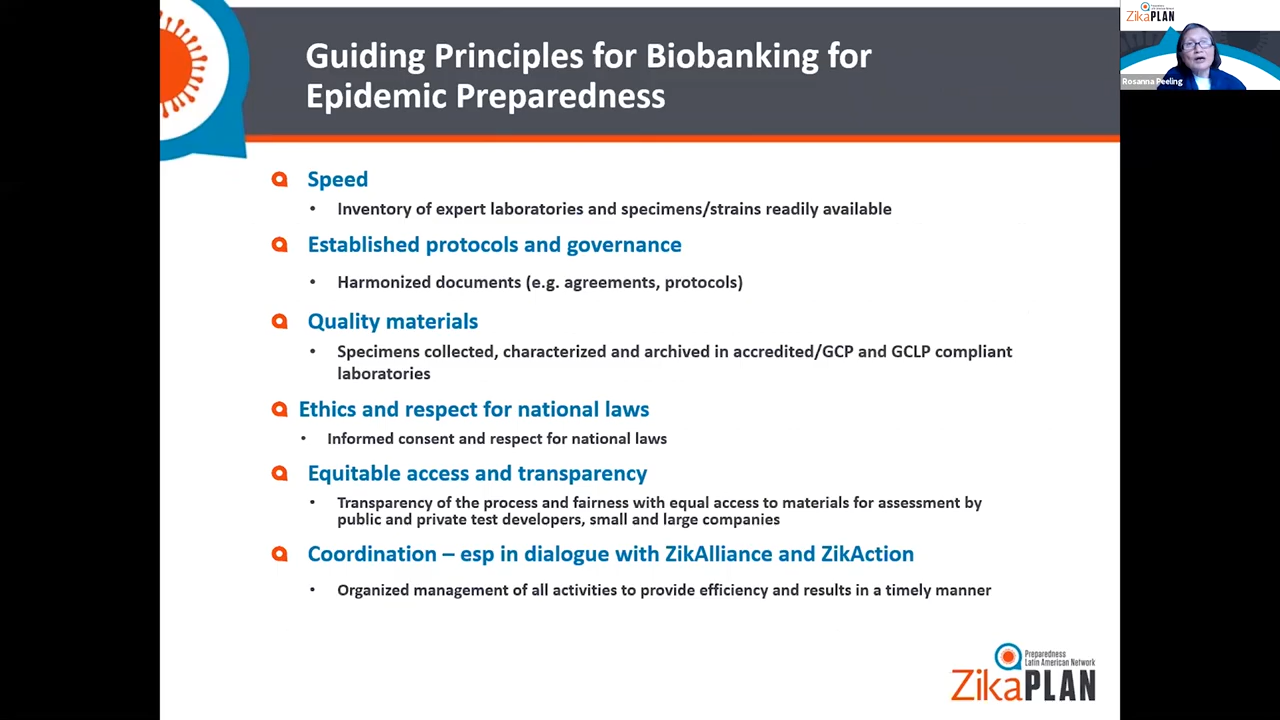 Guiding Principles for Biobanking for
Epidemic Preparedness
ZikaPLAN
Rosanna Peeling
Speed
• Inventory of expert laboratories and specimens/strains readily available
Established protocols and governance
• Harmonized documents (e.g. agreements, protocols)
Quality materials
• Specimens collected, characterized and archived in accredited/GCP and GCLP compliant
laboratories
Ethics and respect for national laws
• Informed consent and respect for national laws
Equitable access and transparency
• Transparency of the process and fairness with equal access to materials for assessment by
public and private test developers, small and large companies
Coordination – esp in dialogue with ZikAlliance and ZikAction
• Organized management of all activities to provide efficiency and results in a timely manner
Preparedness
Latin American Network
ZikaPLAN